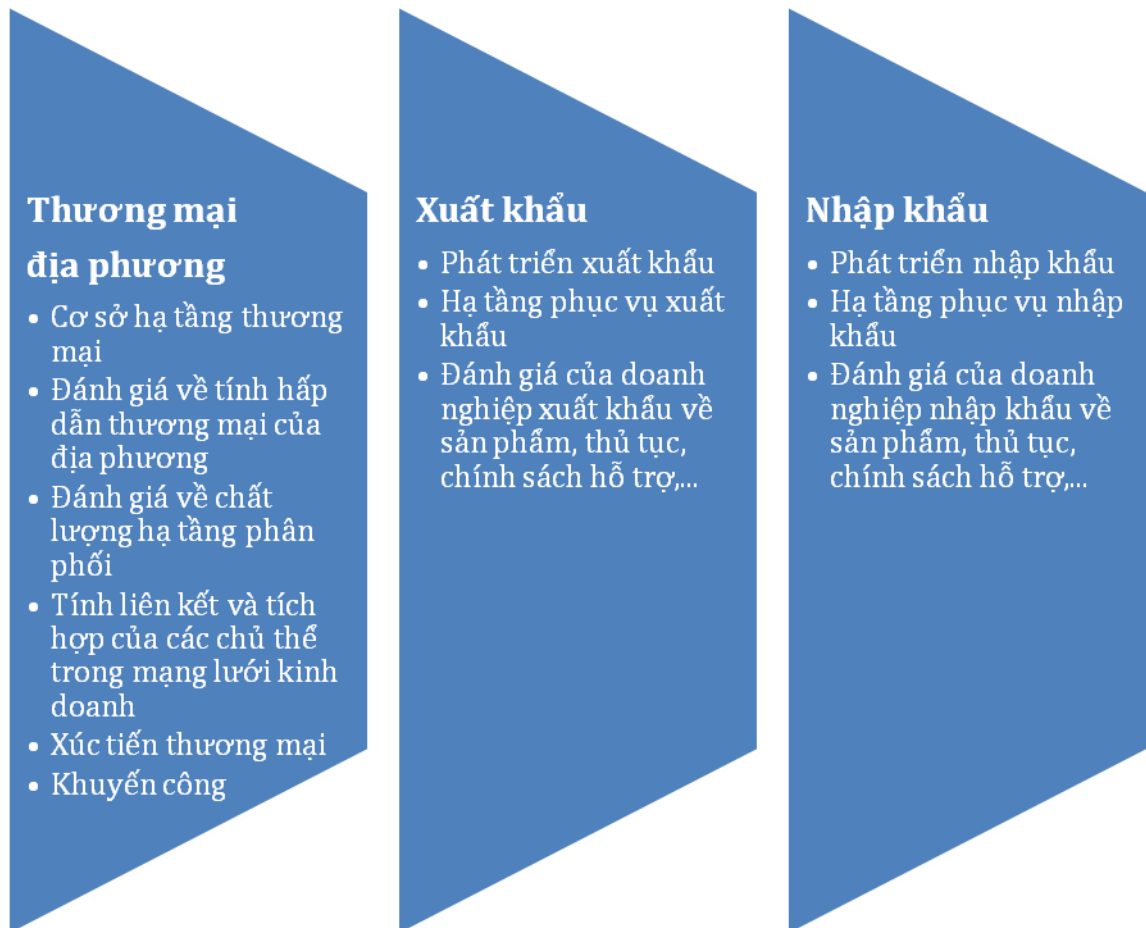 Thương mại
địa phương
• Cơ sở hạ tầng thương
mại
• Đánh giá về tính hấp
dẫn thương mại của
địa phương
• Đánh giá về chất
lượng hạ tầng phân
phối
• Tính liên kết và tích
hợp của các chủ thể
trong mạng lưới kinh
doanh
• Xúc tiến thương mại
• Khuyến công
Xuất khẩu
• Phát triển xuất khẩu
• Hạ tầng phục vụ xuất
khẩu
• Đánh giá của doanh
nghiệp xuất khẩu về
sản phẩm, thủ tục,
chính sách hỗ trợ,...
Nhập khẩu
• Phát triển nhập khẩu
• Hạ tầng phục vụ nhập
khẩu
• Đánh giá của doanh
nghiệp nhập khẩu về
sản phẩm, thủ tục,
chính sách hỗ trợ,...